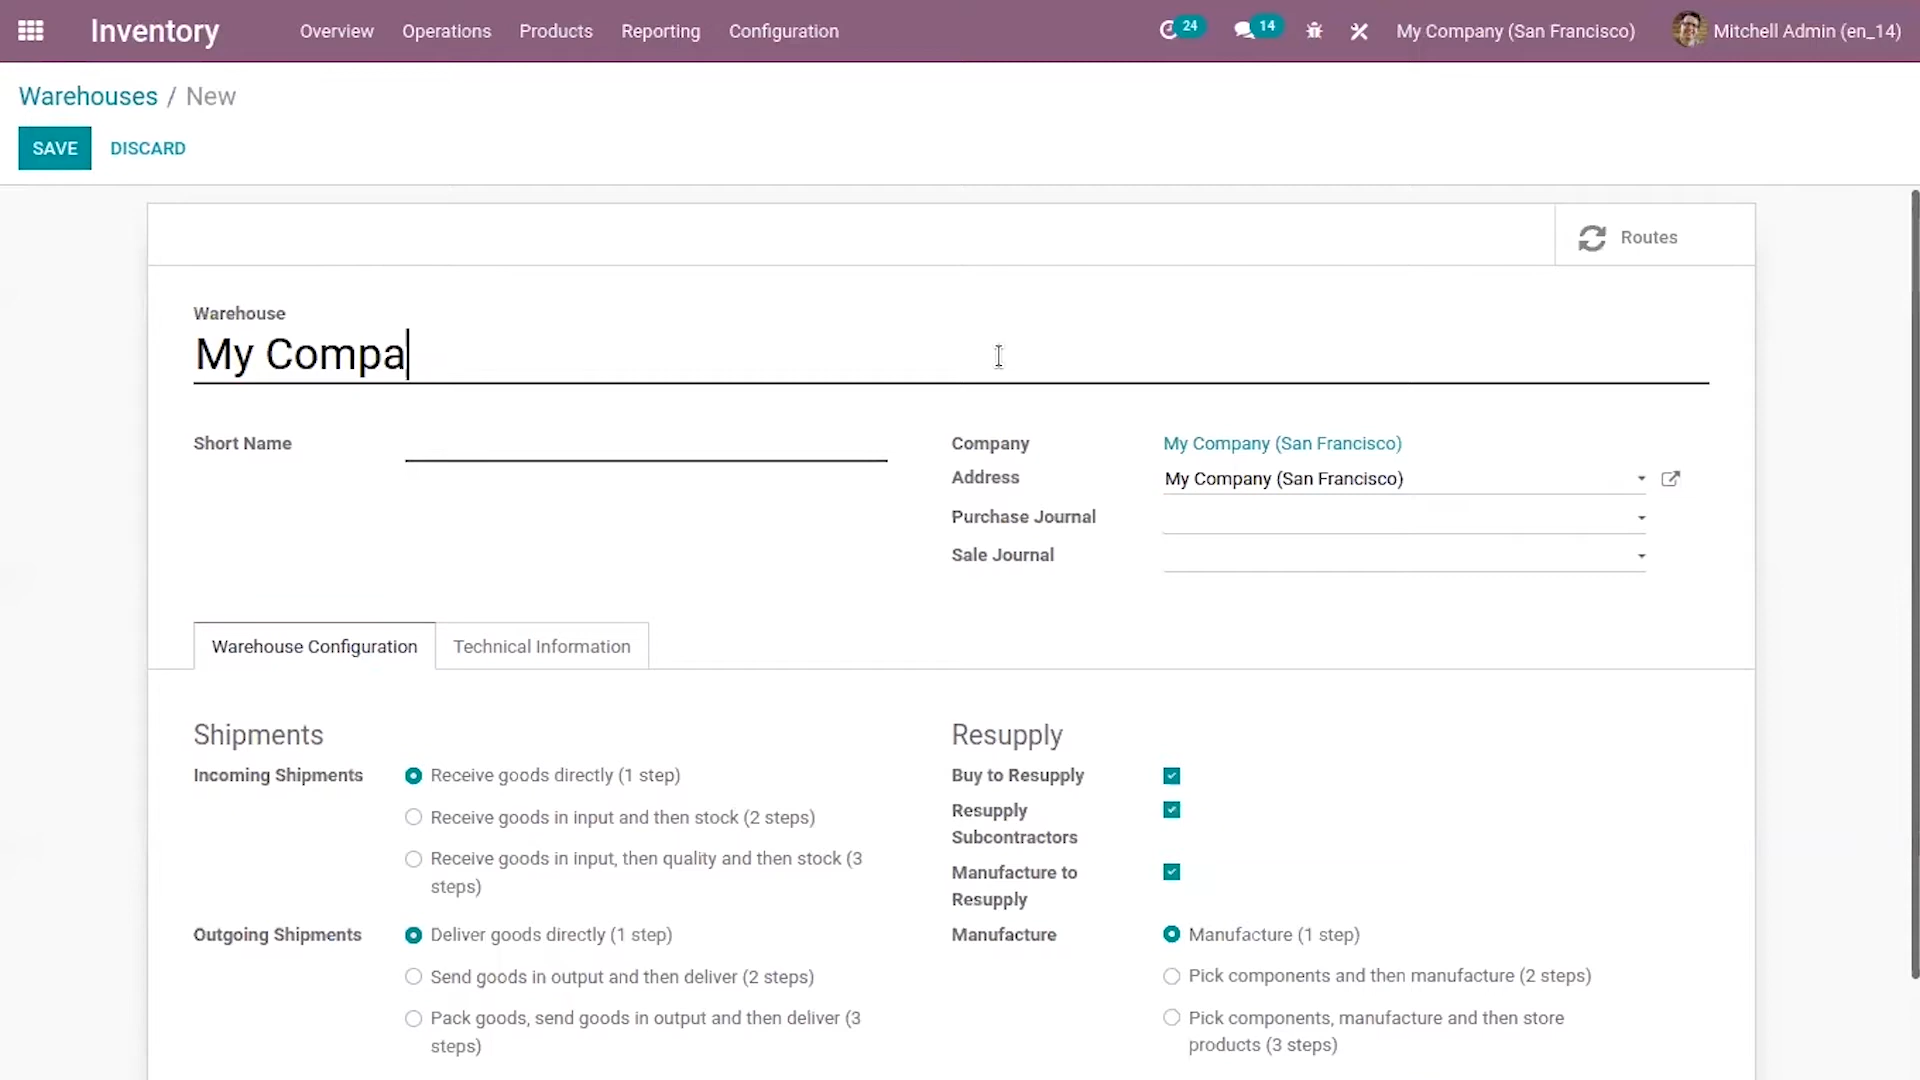 Inventory Overview Operations Products Reporting Configuration 24 14 My Company (San Francisco) Mitchell Admin (en_14)
Warehouses / New
SAVE DISCARD
Routes
Warehouse
My Compa
Short Name
Company My Company (San Francisco)
Address My Company (San Francisco)
Purchase Journal
Sale Journal
Warehouse Configuration Technical Information
Shipments
Incoming Shipments Receive goods directly (1 step)
Receive goods in input and then stock (2 steps)
Receive goods in input, then quality and then stock (3
steps)
Outgoing Shipments Deliver goods directly (1 step)
Send goods in output and then deliver (2 steps)
Pack goods, send goods in output and then deliver (3
steps)
Resupply
Buy to Resupply
Resupply
Subcontractors
Manufacture to
Resupply
Manufacture Manufacture (1 step)
Pick components and then manufacture (2 steps)
Pick components, manufacture and then store
products (3 steps)